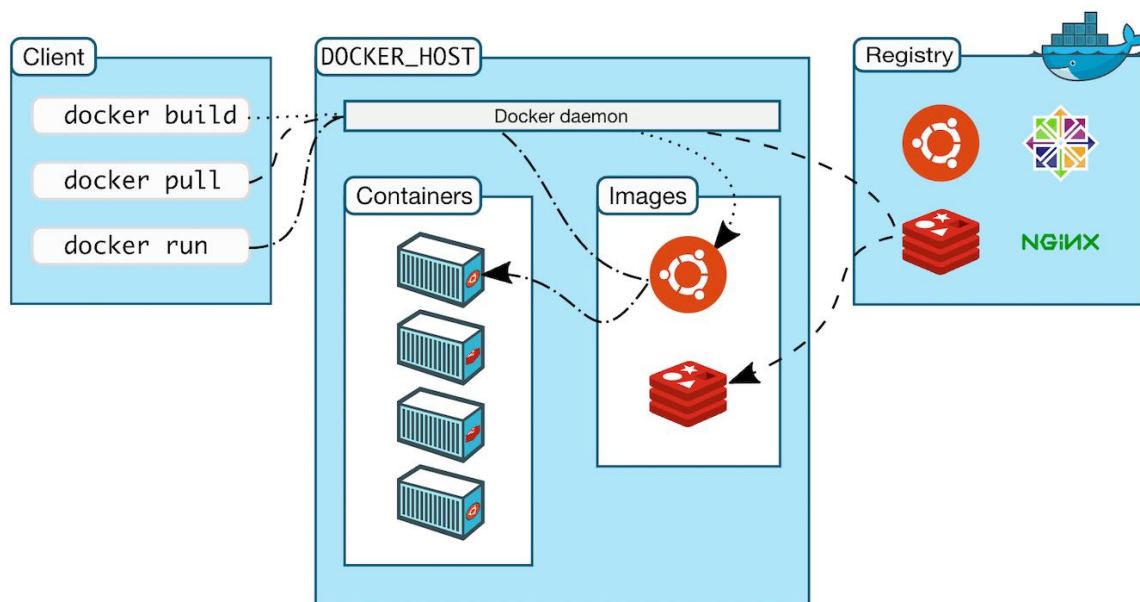 Client
docker build
docker pull
docker run
DOCKER_HOST
Docker daemon
Containers
Images
Registry
NGiNX